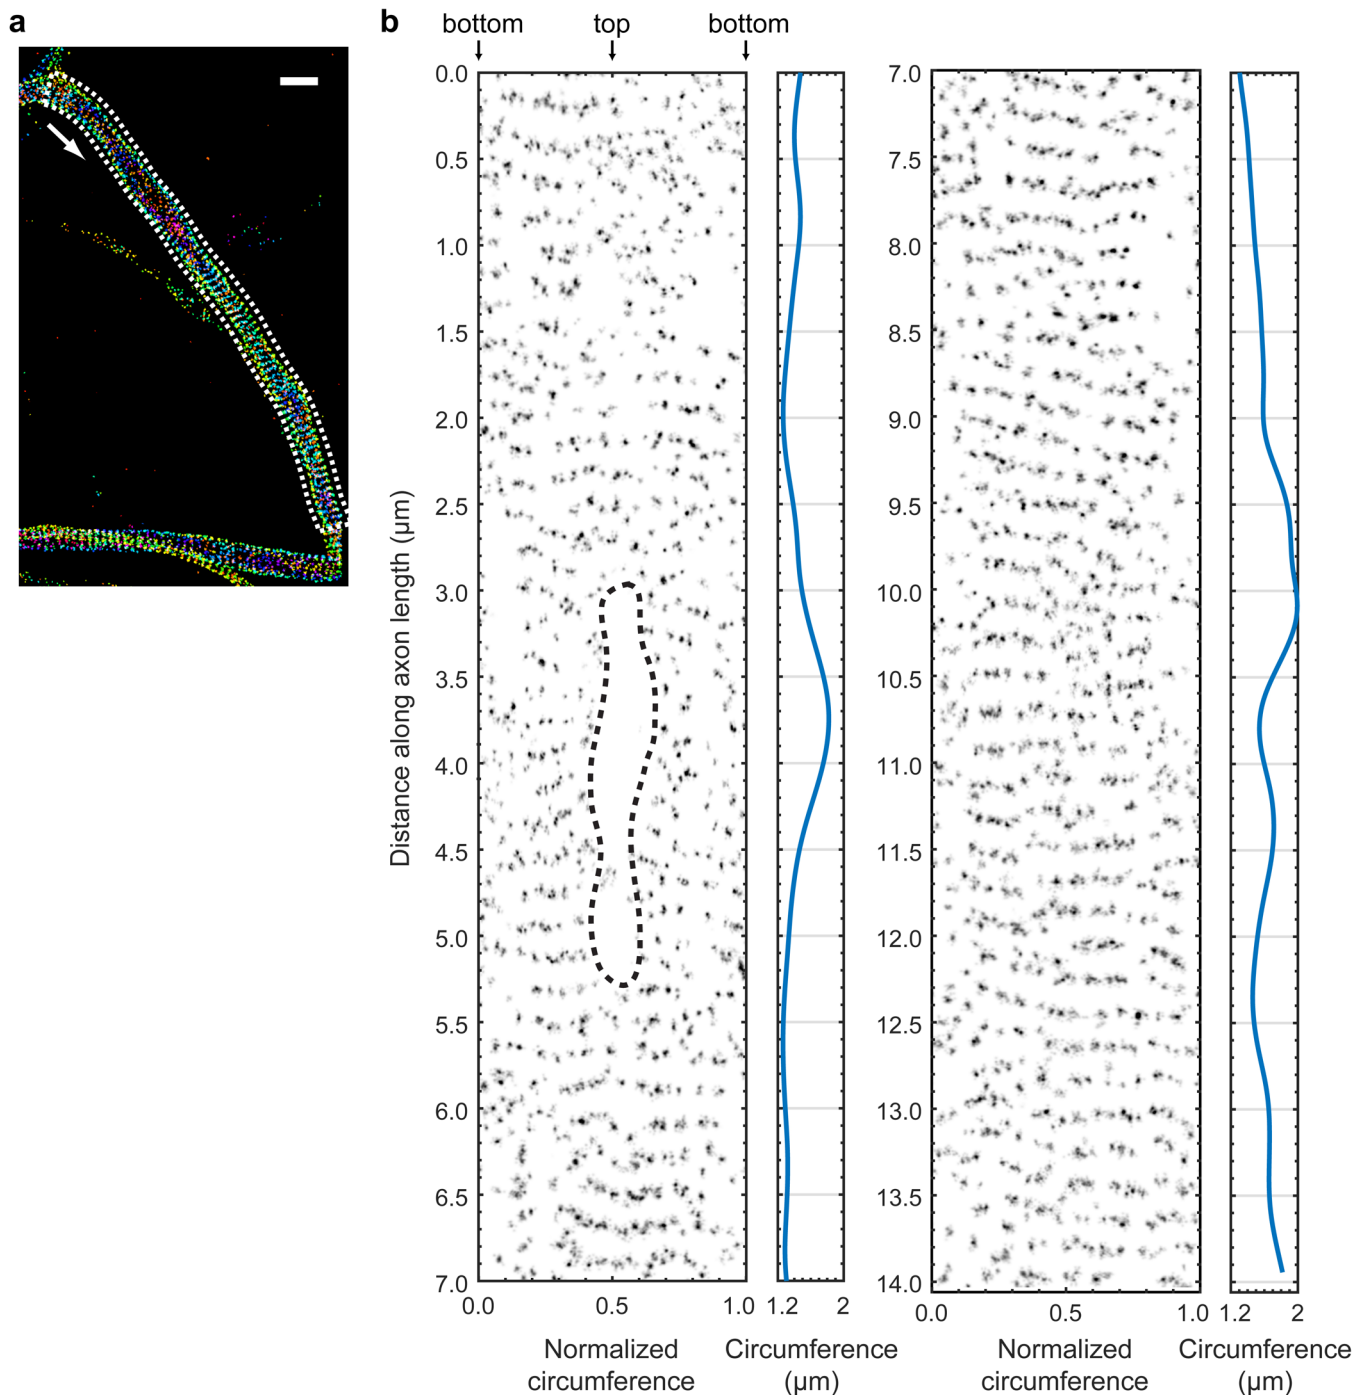 a
b
bottom top bottom
0.0
0.5
1.0
1.5
2.0
2.5
3.0
3.5
4.0
4.5
5.0
5.5
6.0
6.5
7.0
Distance along axon length (µm)
0.0 0.5 1.0
Normalized
circumference
1.2 2
Circumference
(µm)
7.0
7.5
8.0
8.5
9.0
9.5
10.0
10.5
11.0
11.5
12.0
12.5
13.0
13.5
14.0
0.0 0.5 1.0
Normalized
circumference
1.2 2
Circumference
(µm)